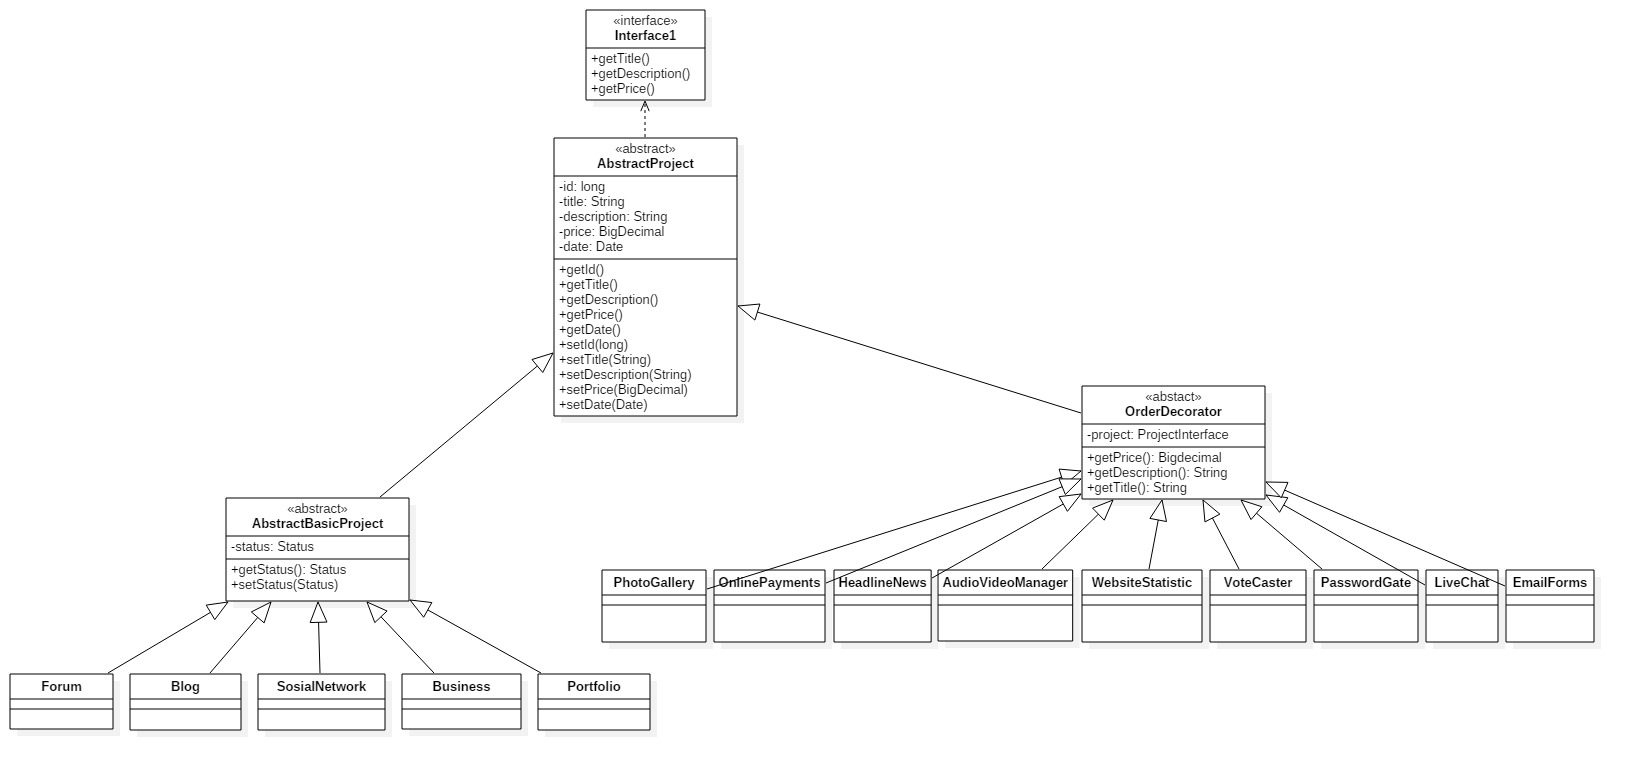 «interface»
Interface1
+getTitle()
+getDescription()
+getPrice()
«abstract»
AbstractProject
-id: long
-title: String
-description: String
-price: BigDecimal
-date: Date
+getId()
+getTitle()
+getDescription()
+getPrice()
+getDate()
+setId(long)
+setTitle(String)
+setDescription(String)
+setPrice(BigDecimal)
+setDate(Date)
«abstact»
OrderDecorator
-project: ProjectInterface
+getPrice(): Bigdecimal
+getDescription(): String
+getTitle(): String
«abstract»
AbstractBasicProject
-status: Status
+getStatus(): Status
+setStatus(Status)
PhotoGallery
OnlinePayments
HeadlineNews
AudioVideoManager
WebsiteStatistic
VoteCaster
PasswordGate
LiveChat
EmailForms
Forum
Blog
SosialNetwork
Business
Portfolio